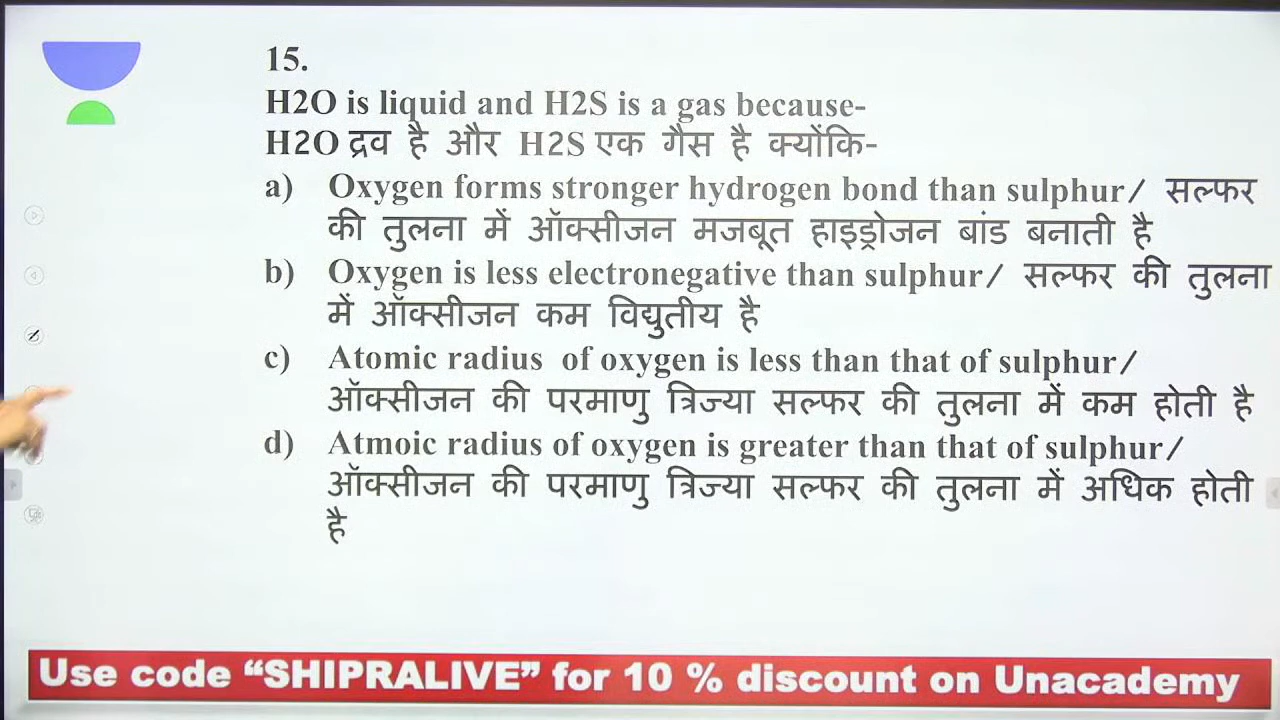 15.
H2O is liquid and H2S is a gas because-
H2O द्रव है और H2S एक गैस है क्योंकि-
a) Oxygen forms stronger hydrogen bond than sulphur/ सल्फर
की तुलना में ऑक्सीजन मजबूत हाइड्रोजन बांड बनाती है
b) Oxygen is less electronegative than sulphur/ सल्फर की तुलना
में ऑक्सीजन कम विद्युतीय है
c) Atomic radius of oxygen is less than that of sulphur/
ऑक्सीजन की परमाणु त्रिज्या सल्फर की तुलना में कम होती है
d) Atmoic radius of oxygen is greater than that of sulphur/
ऑक्सीजन की परमाणु त्रिज्या सल्फर की तुलना में अधिक होती
है
Use code “SHIPRALIVE” for 10 % discount on Unacademy